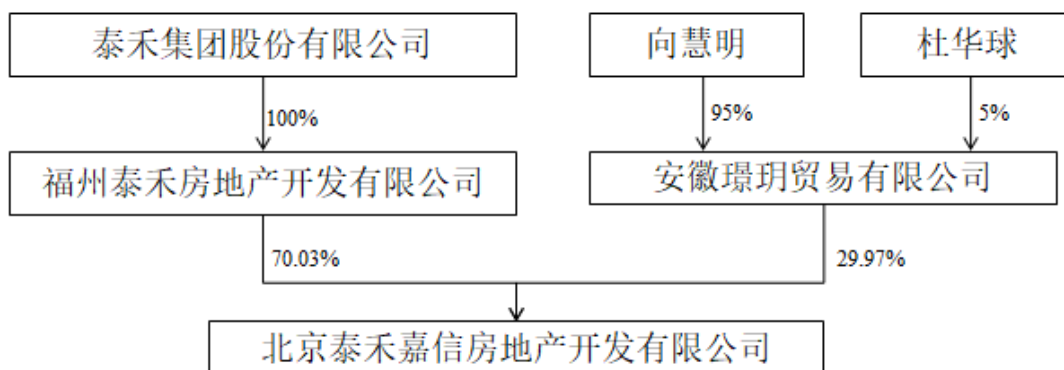 泰禾集团股份有限公司
向慧明
杜华球
100%
95%
5%
福州泰禾房地产开发有限公司
安徽璟玥贸易有限公司
70.03%
29.97%
北京泰禾嘉信房地产开发有限公司